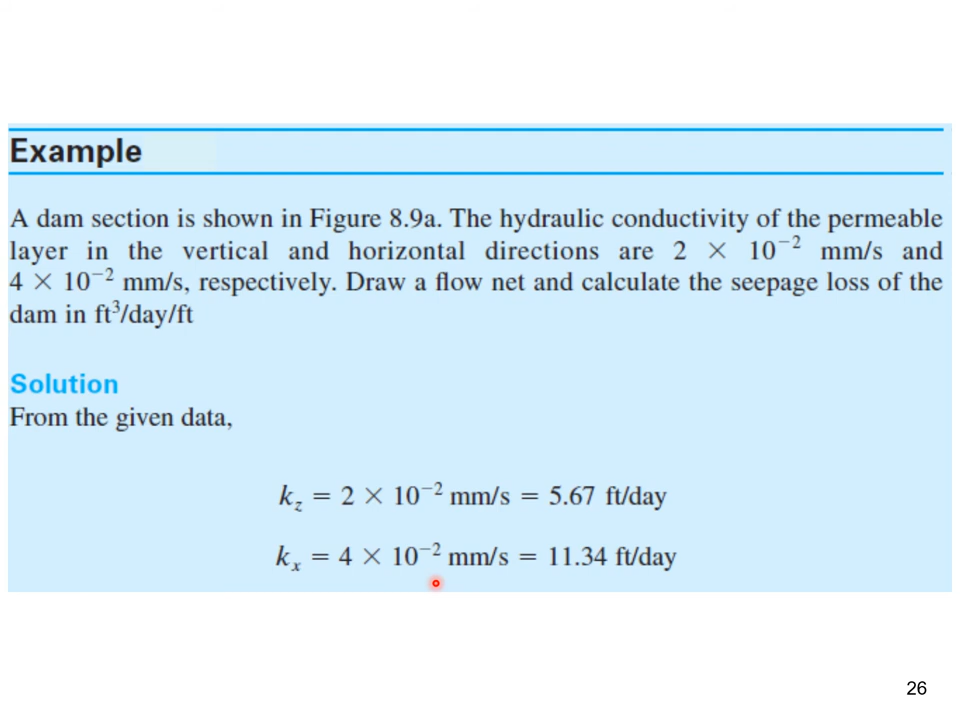 Example
A dam section is shown in Figure 8.9a. The hydraulic conductivity of the permeable
layer in the vertical and horizontal directions are 2 × 10⁻² mm/s and
4 × 10⁻² mm/s, respectively. Draw a flow net and calculate the seepage loss of the
dam in ft³/day/ft
Solution
From the given data,
k_z = 2 × 10⁻² mm/s = 5.67 ft/day
k_x = 4 × 10⁻² mm/s = 11.34 ft/day
26